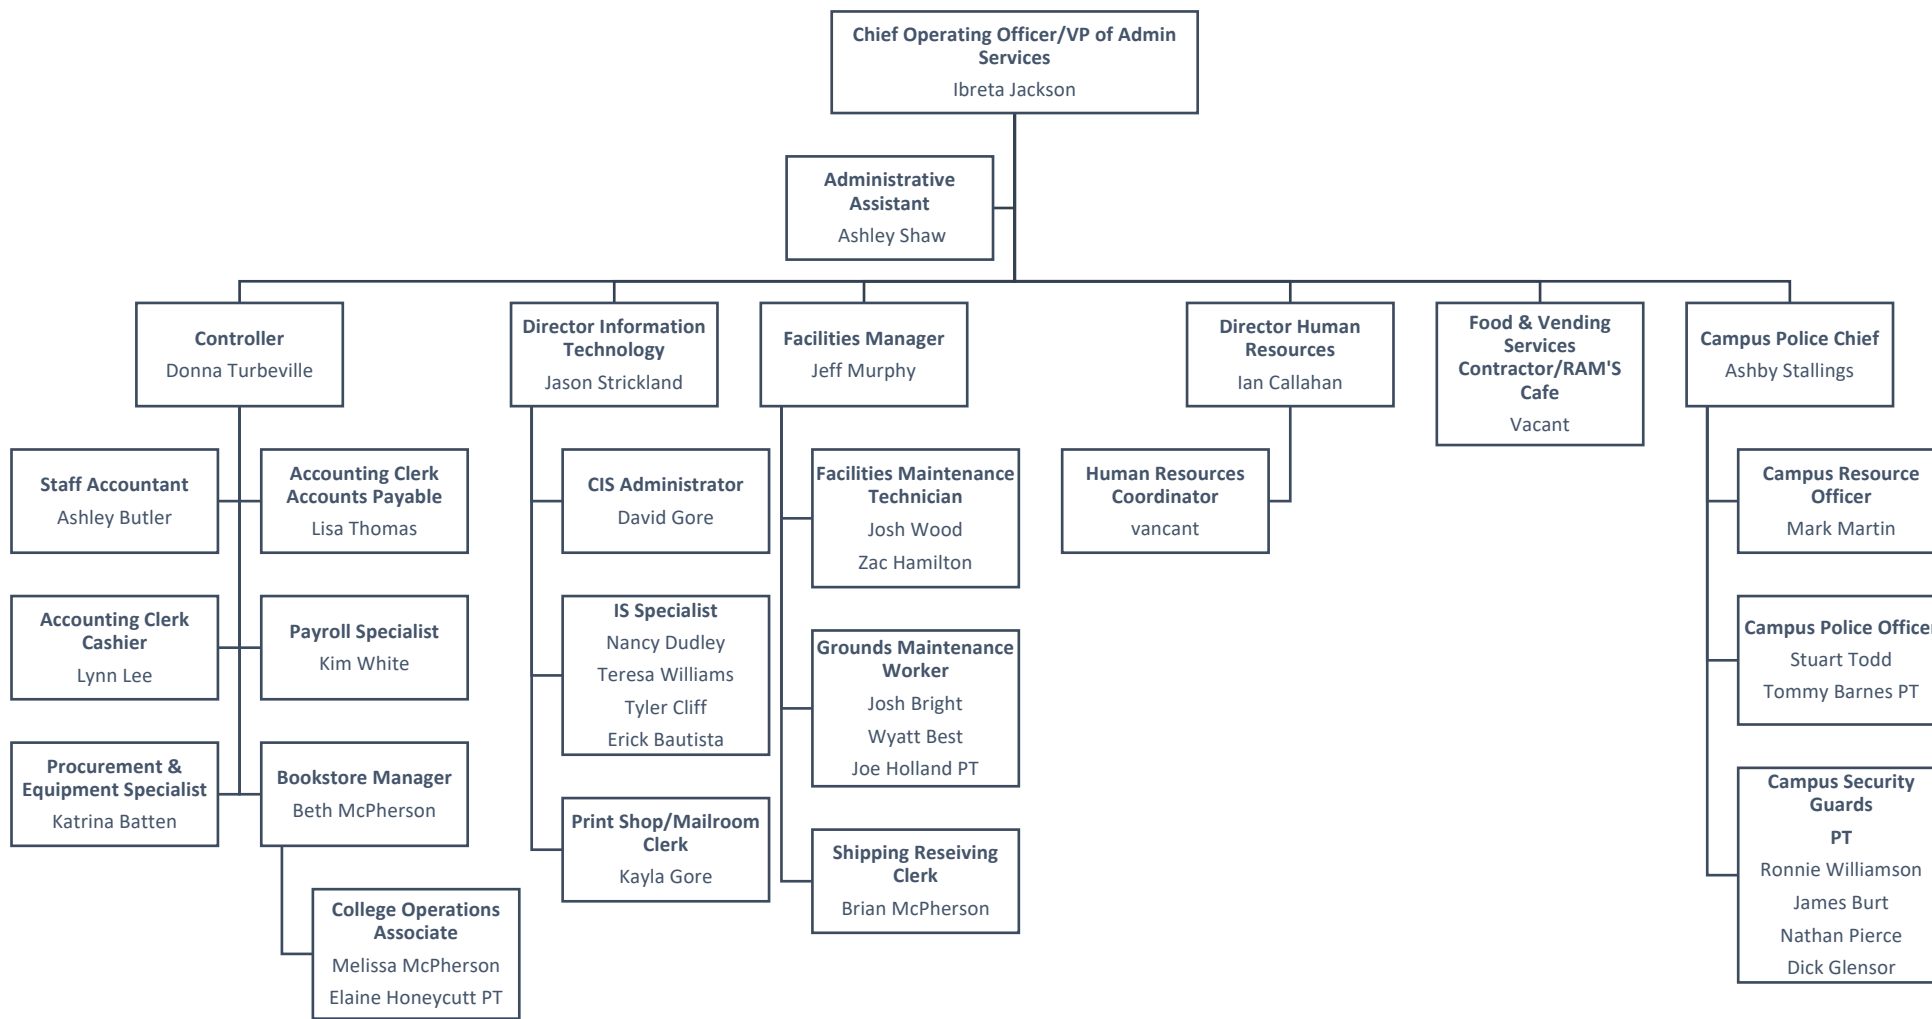 Chief Operating Officer/VP of Admin
Services
Ibreta Jackson
Administrative
Assistant
Ashley Shaw
Controller
Donna Turbeville
Director Information
Technology
Jason Strickland
Facilities Manager
Jeff Murphy
Director Human
Resources
Ian Callahan
Food & Vending
Services
Contractor/RAM'S
Cafe
Vacant
Campus Police Chief
Ashby Stallings
Staff Accountant
Ashley Butler
Accounting Clerk
Accounts Payable
Lisa Thomas
Accounting Clerk
Cashier
Lynn Lee
Payroll Specialist
Kim White
Procurement &
Equipment Specialist
Katrina Batten
Bookstore Manager
Beth McPherson
College Operations
Associate
Melissa McPherson
Elaine Honeycutt PT
CIS Administrator
David Gore
IS Specialist
Nancy Dudley
Teresa Williams
Tyler Cliff
Erick Bautista
Print Shop/Mailroom
Clerk
Kayla Gore
Facilities Maintenance
Technician
Josh Wood
Zac Hamilton
Grounds Maintenance
Worker
Josh Bright
Wyatt Best
Joe Holland PT
Shipping Reseiving
Clerk
Brian McPherson
Human Resources
Coordinator
vancant
Campus Resource
Officer
Mark Martin
Campus Police Officer
Stuart Todd
Tommy Barnes PT
Campus Security
Guards
PT
Ronnie Williamson
James Burt
Nathan Pierce
Dick Glensor